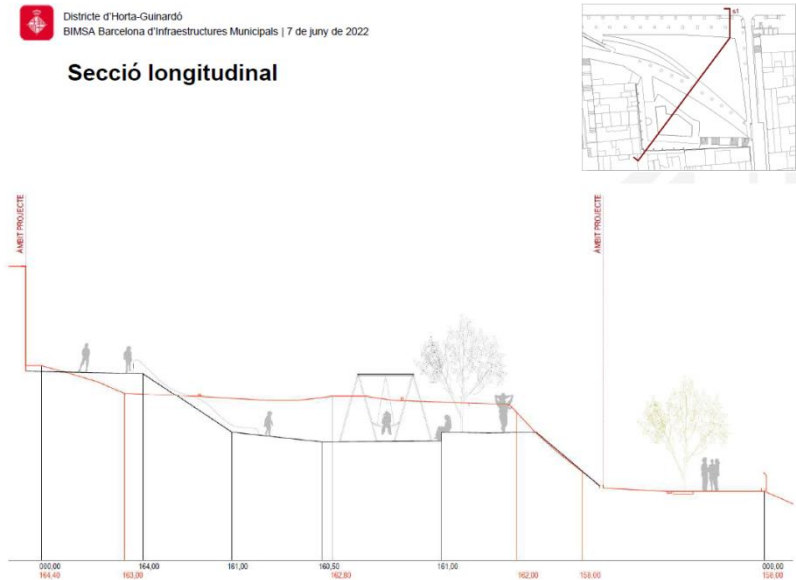 Districte d'Horta-Guinardó
BIMSA Barcelona d'Infraestructures Municipals | 7 de juny de 2022
Secció longitudinal
s1
ÀMBIT PROJECTE
ÀMBIT PROJECTE
000,00 164,00 161,00 160,50 161,00 000,00
164,40 163,00 162,80 162,00 158,00